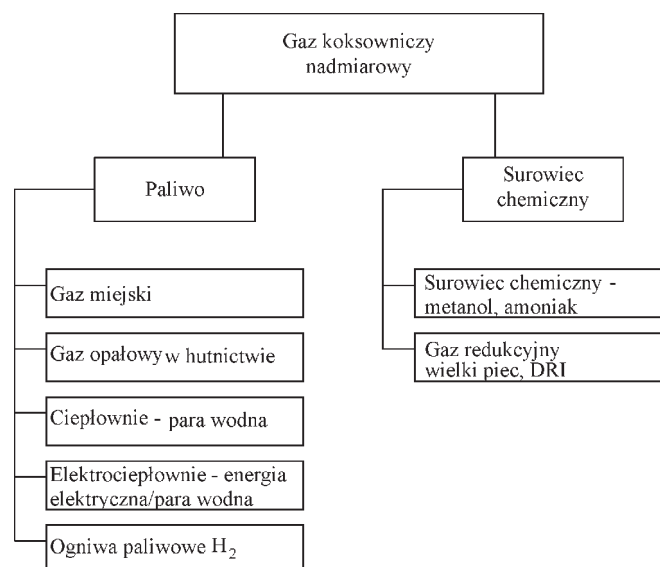 Gaz koksowniczy
nadmiarowy
Paliwo
Surowiec
chemiczny
Gaz miejski
Gaz opałowy w hutnictwie
Ciepłownie - para wodna
Elektrociepłownie - energia
elektryczna/para wodna
Ogniwa paliwowe H₂
Surowiec chemiczny -
metanol, amoniak
Gaz redukcyjny
wielki piec, DRI